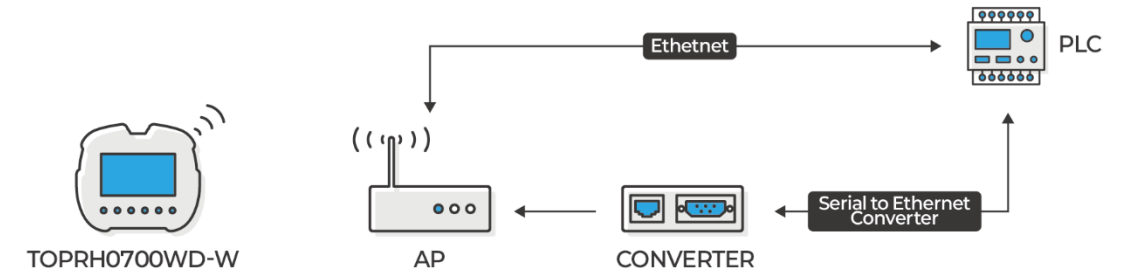 Ethetnet
PLC
Serial to Ethernet
Converter
TOPRH0700WD-W
AP
CONVERTER